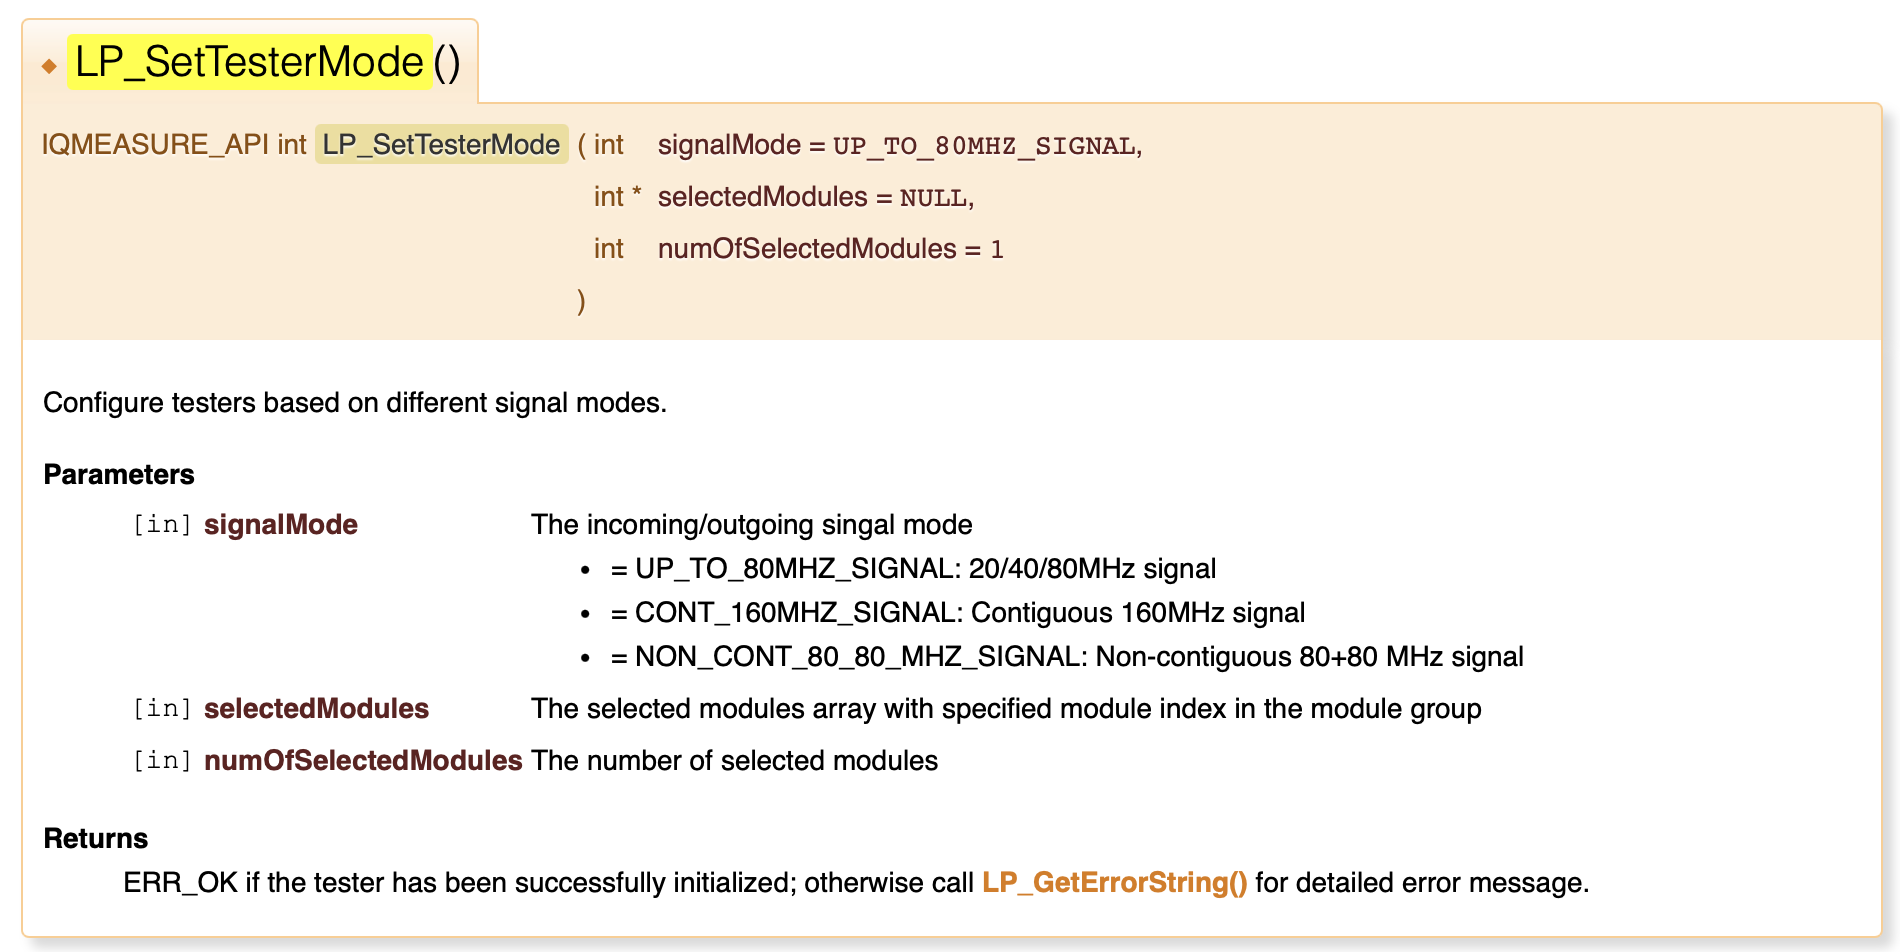 LP_SetTesterMode()
IQMEASURE_API int LP_SetTesterMode ( int signalMode = UP_TO_80MHZ_SIGNAL,
int * selectedModules = NULL,
int numOfSelectedModules = 1
)
Configure testers based on different signal modes.
Parameters
[in] signalMode The incoming/outgoing singal mode
• = UP_TO_80MHZ_SIGNAL: 20/40/80MHz signal
• = CONT_160MHZ_SIGNAL: Contiguous 160MHz signal
• = NON_CONT_80_80_MHZ_SIGNAL: Non-contiguous 80+80 MHz signal
[in] selectedModules The selected modules array with specified module index in the module group
[in] numOfSelectedModules The number of selected modules
Returns
ERR_OK if the tester has been successfully initialized; otherwise call LP_GetErrorString() for detailed error message.